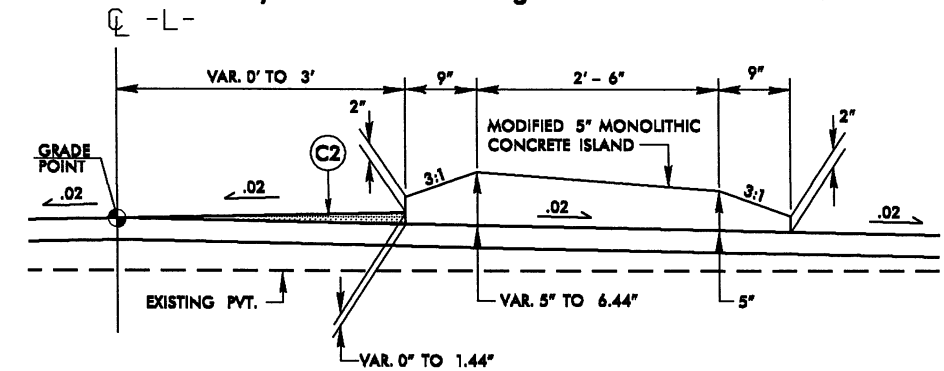 ℄ -L-
VAR. 0' TO 3'
9"
2' - 6"
9"
2"
2"
MODIFIED 5" MONOLITHIC
CONCRETE ISLAND
C2
GRADE
POINT
3:1
3:1
.02
.02
.02
.02
EXISTING PVT.
VAR. 5" TO 6.44"
5"
VAR. 0" TO 1.44"